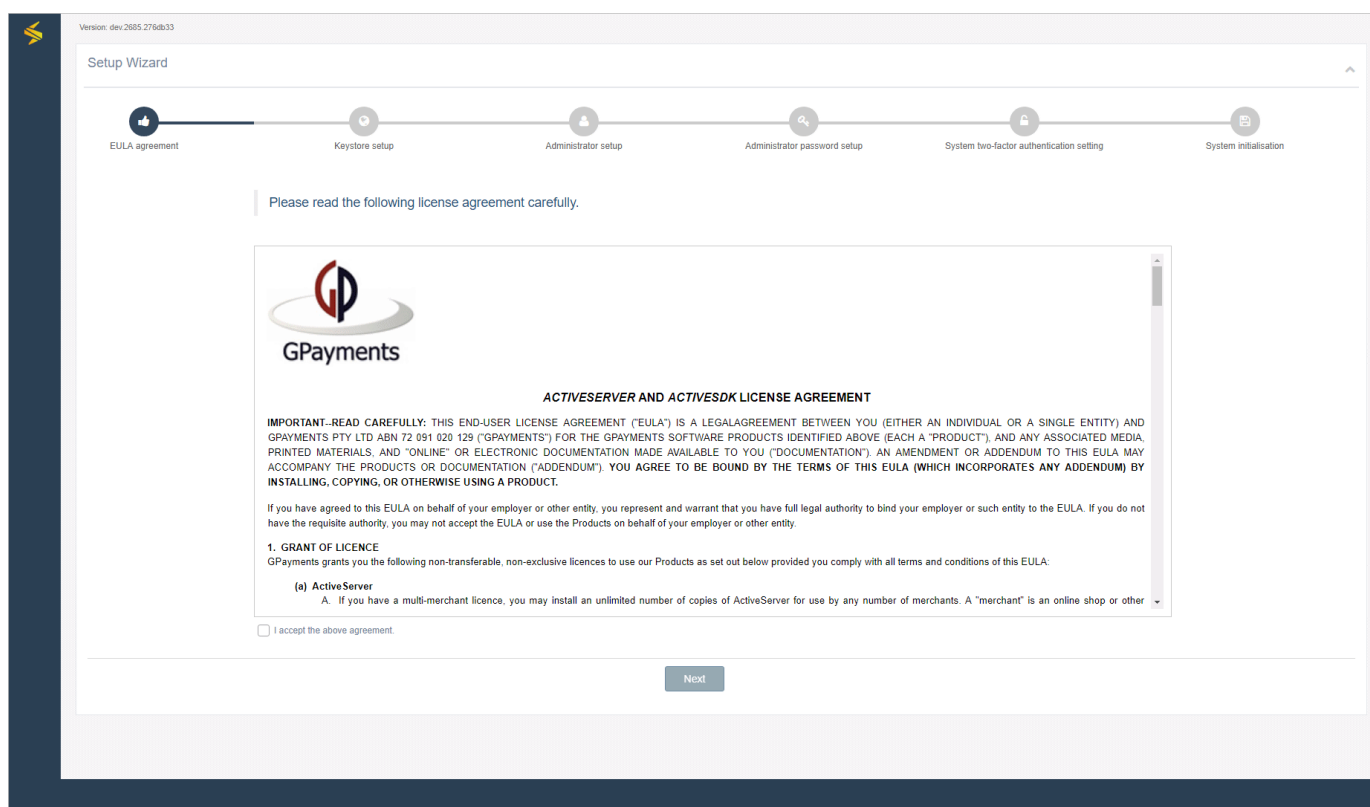 Version: dev.2685.276db33
Setup Wizard
EULA agreement
Keystore setup
Administrator setup
Administrator password setup
System two-factor authentication setting
System initialisation
Please read the following license agreement carefully.
GPayments
ACTIVESERVER AND ACTIVESDK LICENSE AGREEMENT
IMPORTANT--READ CAREFULLY: THIS END-USER LICENSE AGREEMENT ("EULA") IS A LEGALAGREEMENT BETWEEN YOU (EITHER AN INDIVIDUAL OR A SINGLE ENTITY) AND
GPAYMENTS PTY LTD ABN 72 091 020 129 ("GPAYMENTS") FOR THE GPAYMENTS SOFTWARE PRODUCTS IDENTIFIED ABOVE (EACH A "PRODUCT"), AND ANY ASSOCIATED MEDIA,
PRINTED MATERIALS, AND "ONLINE" OR ELECTRONIC DOCUMENTATION MADE AVAILABLE TO YOU ("DOCUMENTATION"). AN AMENDMENT OR ADDENDUM TO THIS EULA MAY
ACCOMPANY THE PRODUCTS OR DOCUMENTATION ("ADDENDUM"). YOU AGREE TO BE BOUND BY THE TERMS OF THIS EULA (WHICH INCORPORATES ANY ADDENDUM) BY
INSTALLING, COPYING, OR OTHERWISE USING A PRODUCT.
If you have agreed to this EULA on behalf of your employer or other entity, you represent and warrant that you have full legal authority to bind your employer or such entity to the EULA. If you do not
have the requisite authority, you may not accept the EULA or use the Products on behalf of your employer or other entity.
1. GRANT OF LICENCE
GPayments grants you the following non-transferable, non-exclusive licences to use our Products as set out below provided you comply with all terms and conditions of this EULA:
(a) ActiveServer
A. If you have a multi-merchant licence, you may install an unlimited number of copies of ActiveServer for use by any number of merchants. A "merchant" is an online shop or other
I accept the above agreement.
Next